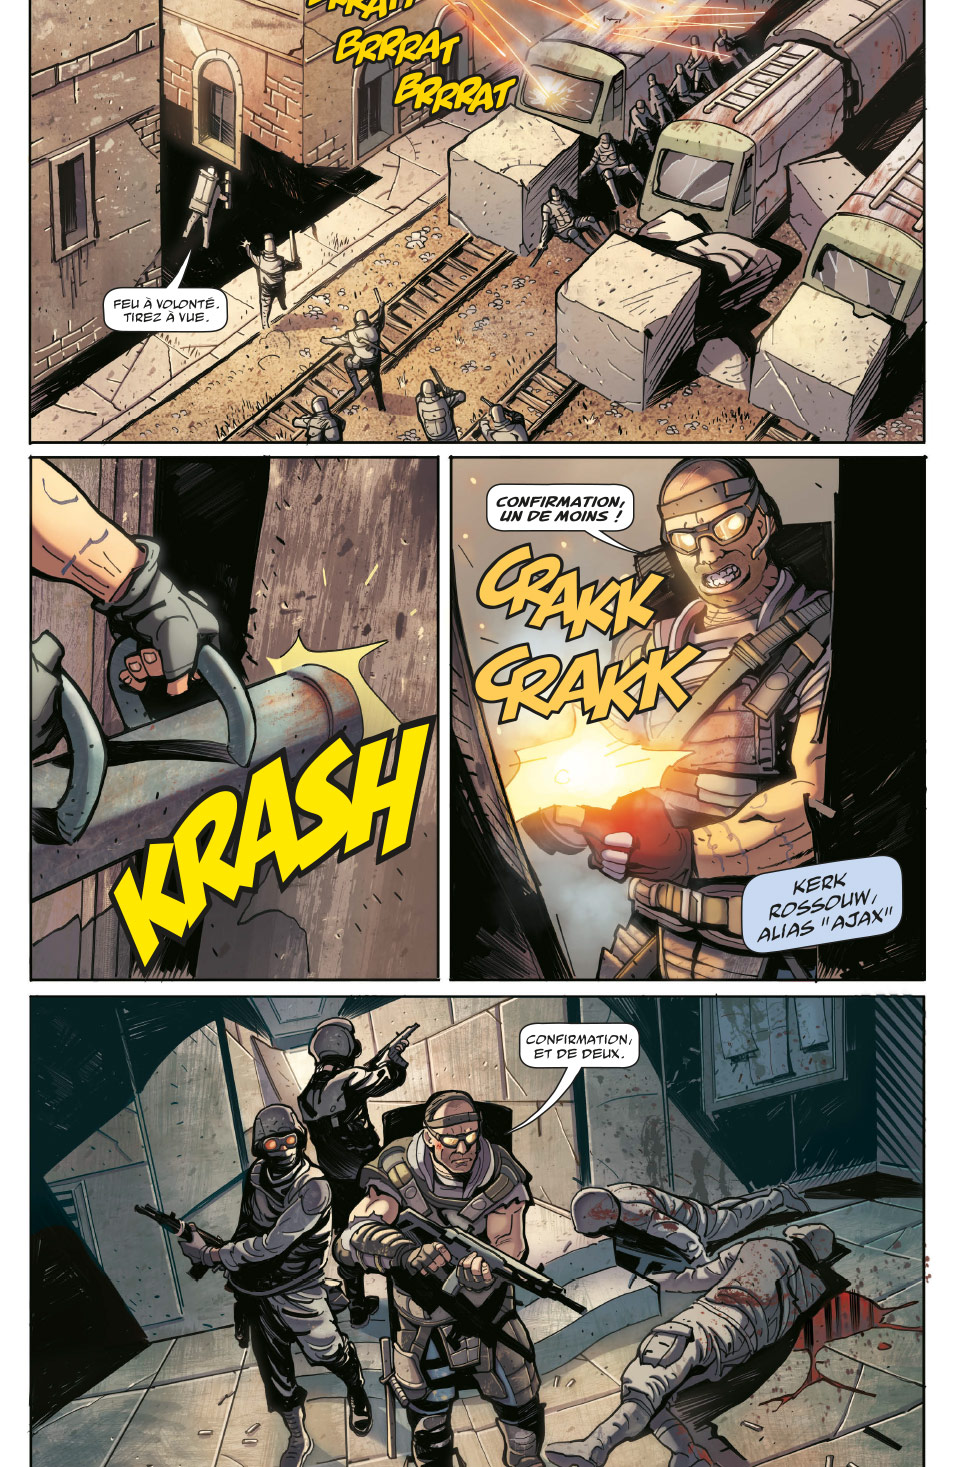 BRRRAT
BRRRAT
BRRRAT
FEU À VOLONTÉ.
TIREZ À VUE.
KRASH
CONFIRMATION,
UN DE MOINS !
CRAKK
CRAKK
KERK
ROSSOUW,
ALIAS "AJAX"
CONFIRMATION,
ET DE DEUX.